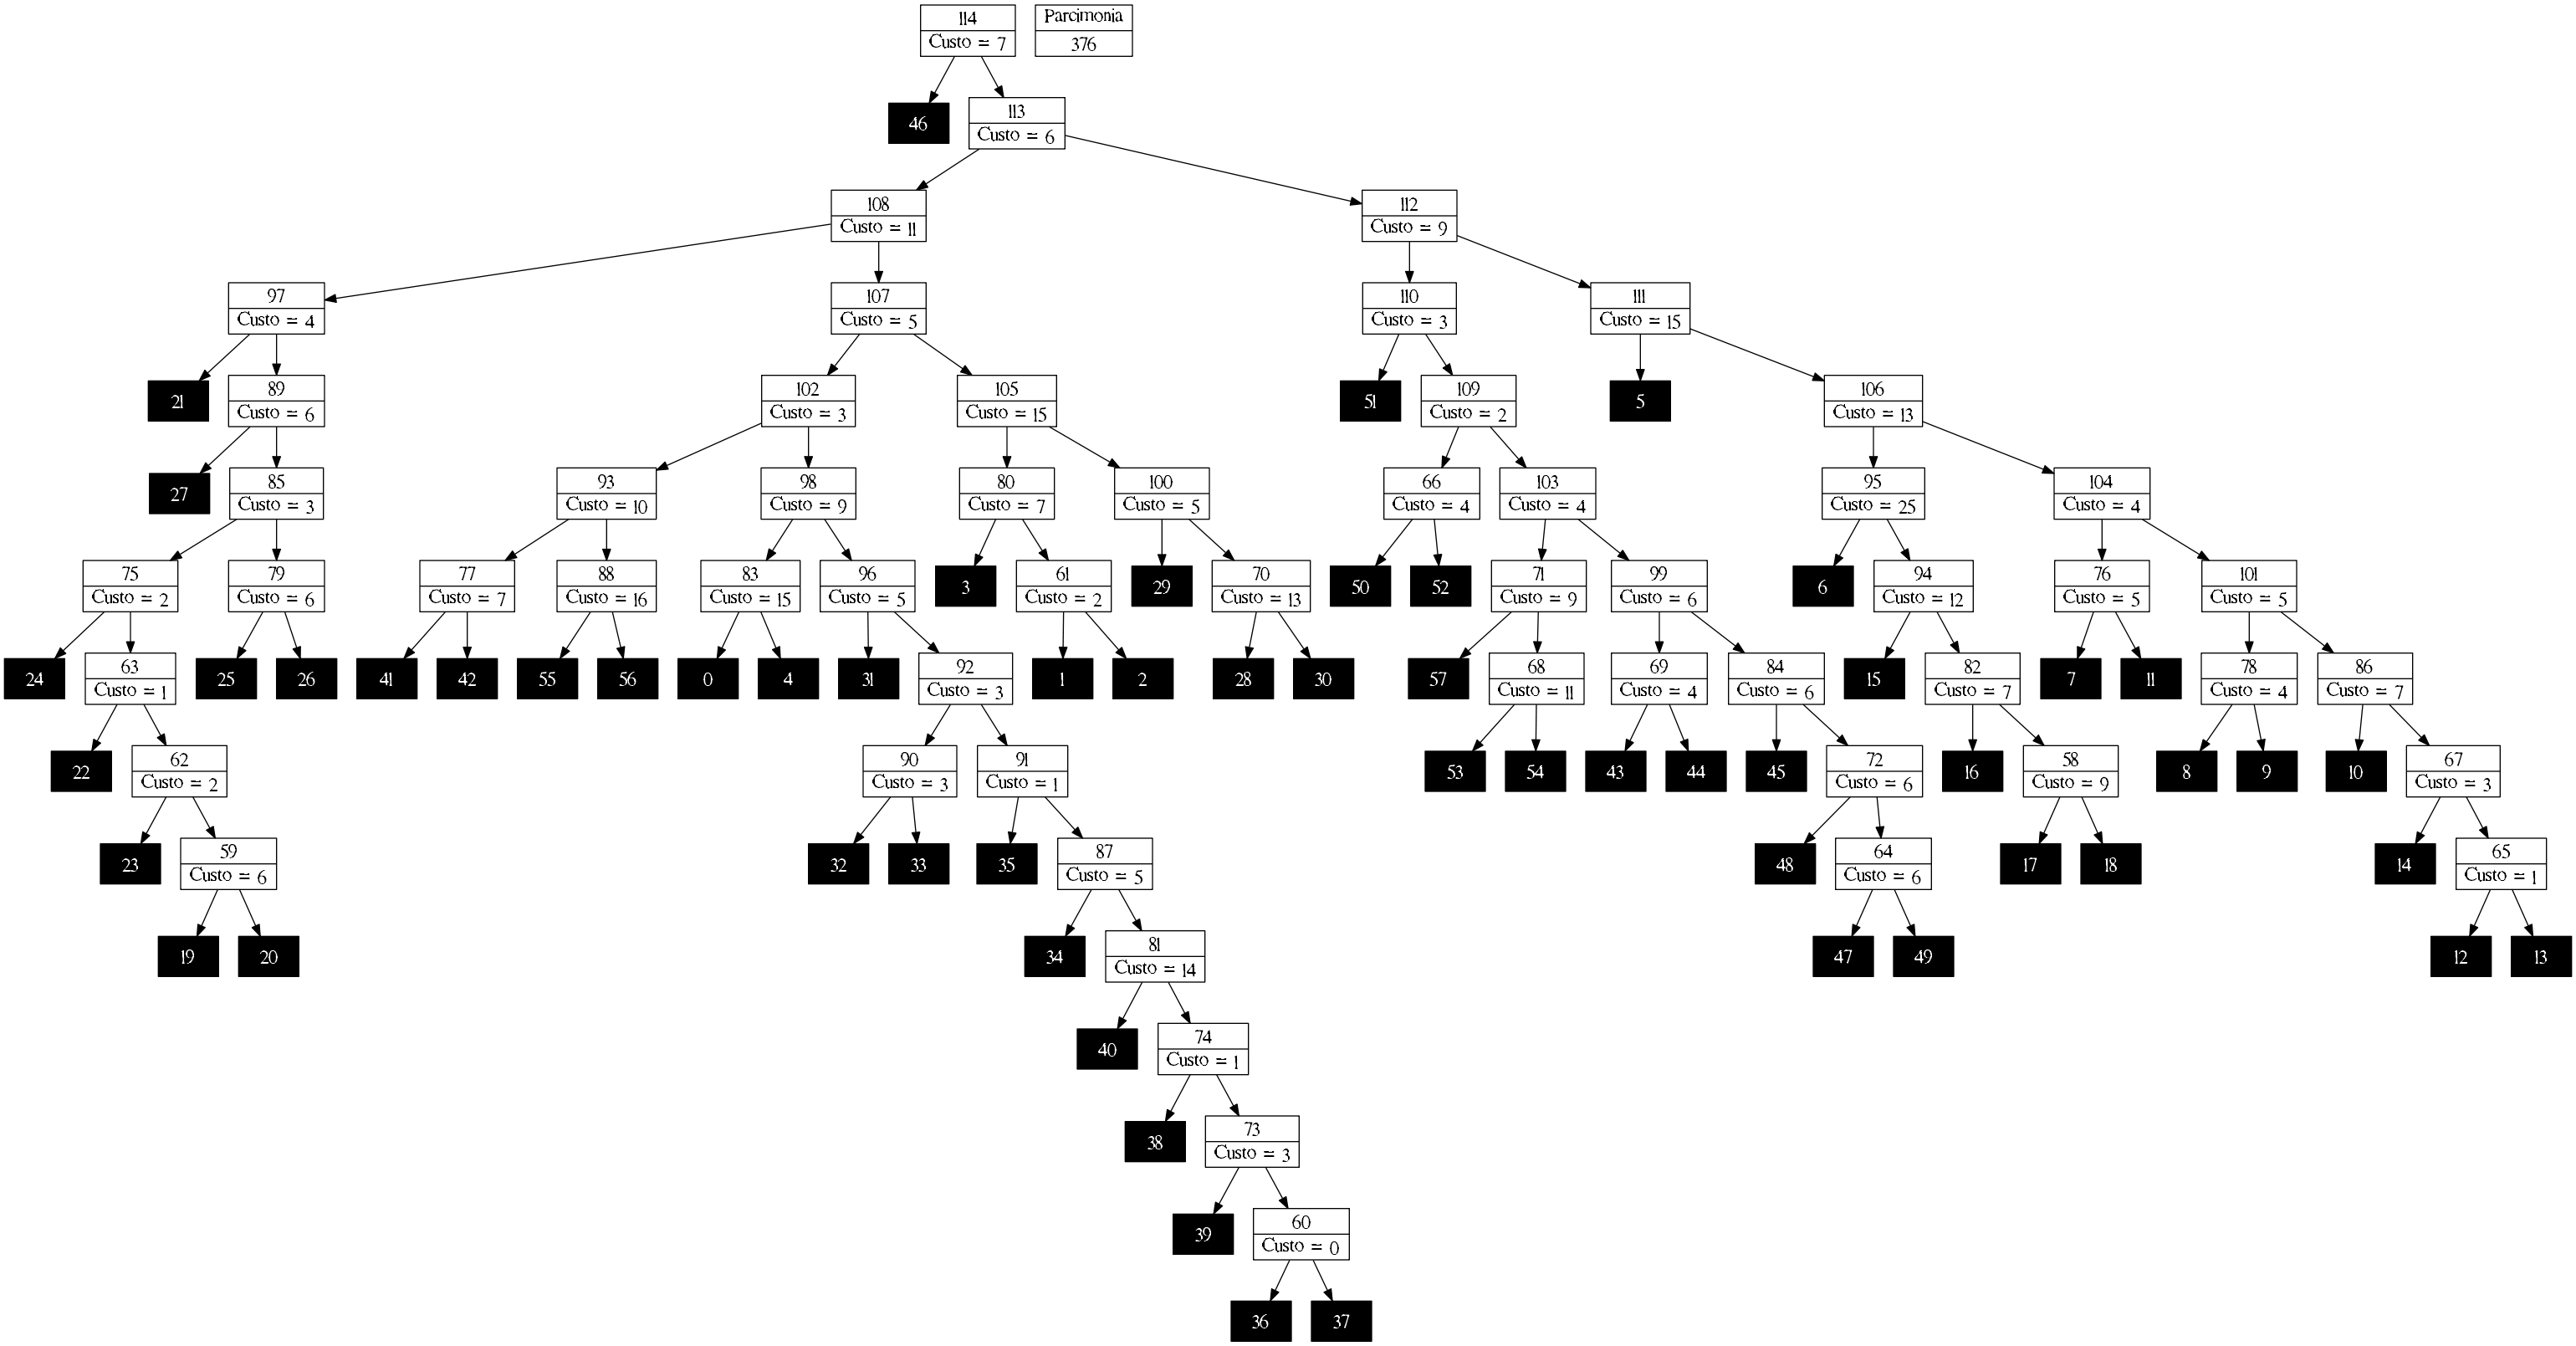 114
Custo = 7
Parcimonia
376
46
113
Custo = 6
108
Custo = 11
112
Custo = 9
97
Custo = 4
107
Custo = 5
110
Custo = 3
111
Custo = 15
21
89
Custo = 6
102
Custo = 3
105
Custo = 15
51
109
Custo = 2
5
106
Custo = 13
27
85
Custo = 3
93
Custo = 10
98
Custo = 9
80
Custo = 7
100
Custo = 5
66
Custo = 4
103
Custo = 4
95
Custo = 25
104
Custo = 4
75
Custo = 2
79
Custo = 6
77
Custo = 7
88
Custo = 16
83
Custo = 15
96
Custo = 5
3
61
Custo = 2
29
70
Custo = 13
50
52
71
Custo = 9
99
Custo = 6
6
94
Custo = 12
76
Custo = 5
101
Custo = 5
24
63
Custo = 1
25
26
41
42
55
56
0
4
31
92
Custo = 3
1
2
28
30
57
68
Custo = 11
69
Custo = 4
84
Custo = 6
15
82
Custo = 7
7
11
78
Custo = 4
86
Custo = 7
22
62
Custo = 2
90
Custo = 3
91
Custo = 1
53
54
43
44
45
72
Custo = 6
16
58
Custo = 9
8
9
10
67
Custo = 3
23
59
Custo = 6
32
33
35
87
Custo = 5
48
64
Custo = 6
17
18
14
65
Custo = 1
19
20
34
81
Custo = 14
47
49
12
13
40
74
Custo = 1
38
73
Custo = 3
39
60
Custo = 0
36
37